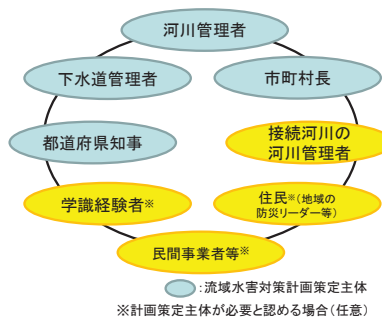 河川管理者
下水道管理者
市町村長
都道府県知事
接続河川の
河川管理者
学識経験者※
住民※(地域の
防災リーダー等)
民間事業者等※
:流域水害対策計画策定主体
※計画策定主体が必要と認める場合(任意)